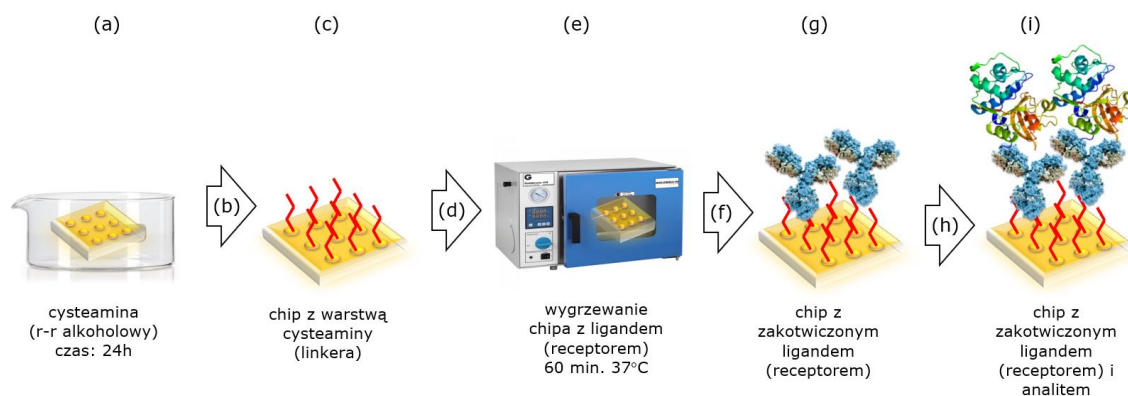 (a)
(c)
(e)
(g)
(i)
(b)
(d)
(f)
(h)
G
cysteamina
(r-r alkoholowy)
czas: 24h
chip z warstwą
cysteaminy
(linkera)
wygrzewanie
chipa z ligandem
(receptorem)
60 min. 37°C
chip z
zakotwiczonym
ligandem
(receptorem)
chip z
zakotwiczonym
ligandem
(receptorem) i
analitem